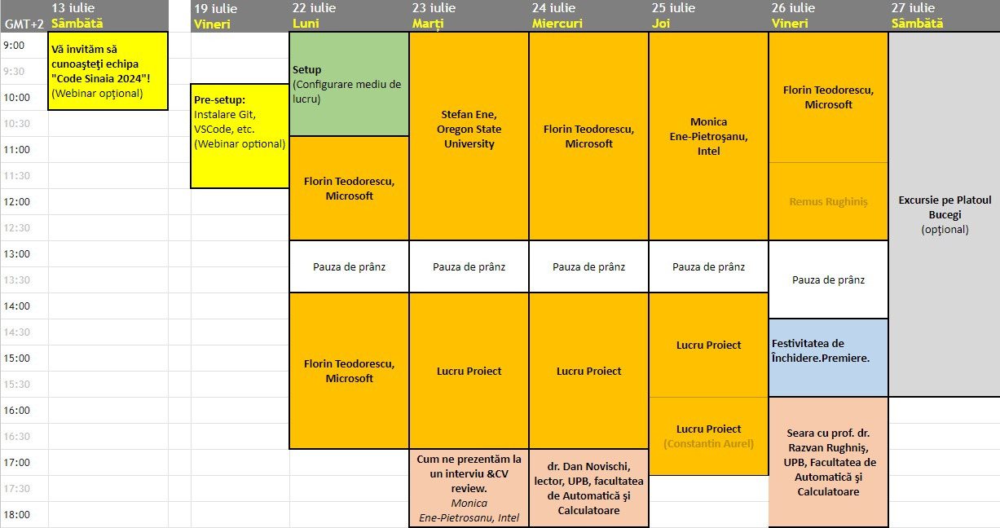 13 iulie
19 iulie
22 iulie
23 iulie
24 iulie
25 iulie
26 iulie
27 iulie
GMT+2
Sâmbătă
Vineri
Luni
Marți
Miercuri
Joi
Vineri
Sâmbătă
9:00
9:30
10:00
10:30
11:00
11:30
12:00
12:30
13:00
13:30
14:00
14:30
15:00
15:30
16:00
16:30
17:00
17:30
18:00
Vă invităm să
cunoaşteţi echipa
"Code Sinaia 2024"!
(Webinar opţional)
Pre-setup:
Instalare Git,
VSCode, etc.
(Webinar optional)
Setup
(Configurare mediu de
lucru)
Florin Teodorescu,
Microsoft
Pauza de prânz
Florin Teodorescu,
Microsoft
Stefan Ene,
Oregon State
University
Pauza de prânz
Lucru Proiect
Cum ne prezentăm la
un interviu &CV
review.
Monica
Ene-Pietrosanu, Intel
Florin Teodorescu,
Microsoft
Pauza de prânz
Lucru Proiect
dr. Dan Novischi,
lector, UPB, facultatea
de Automatică şi
Calculatoare
Monica
Ene-Pietroşanu,
Intel
Pauza de prânz
Lucru Proiect
Lucru Proiect
(Constantin Aurel)
Florin Teodorescu,
Microsoft
Remus Rughiniș
Pauza de prânz
Festivitatea de
Închidere.Premiere.
Seara cu prof. dr.
Razvan Rughniş,
UPB, Facultatea de
Automatică şi
Calculatoare
Excursie pe Platoul
Bucegi
(opţional)